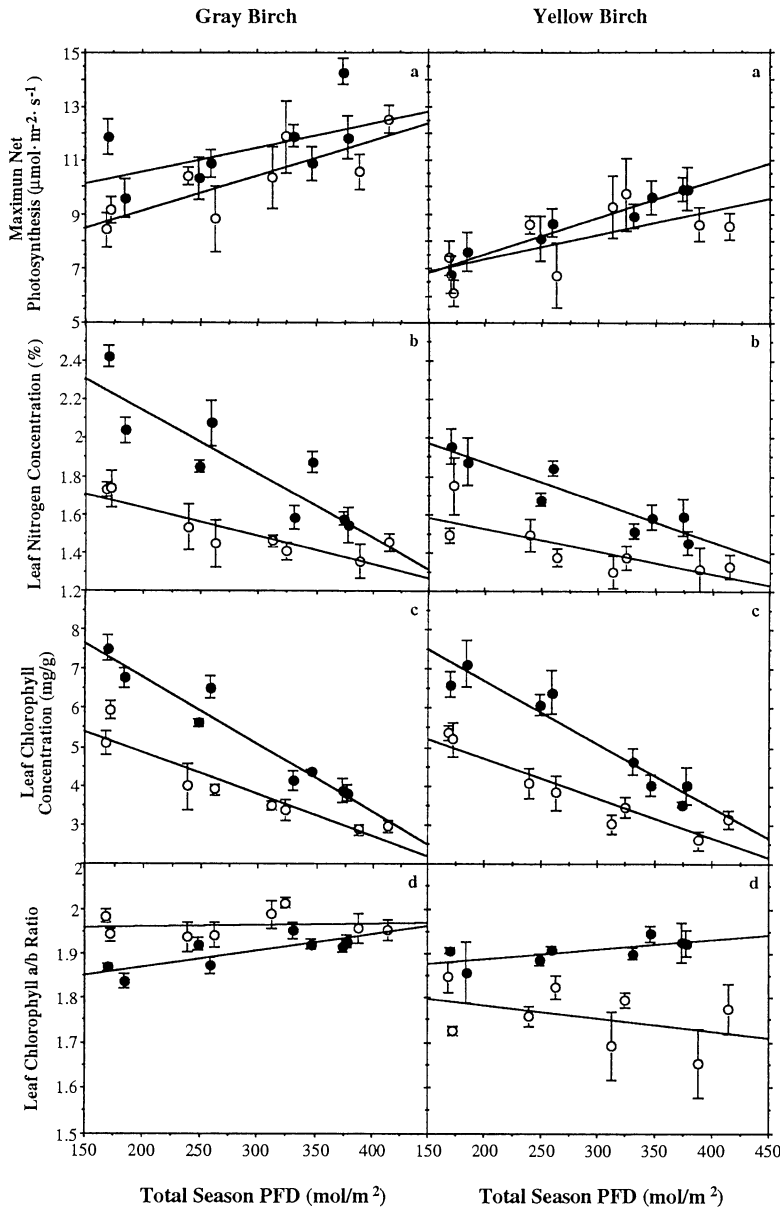 Gray Birch
Yellow Birch
Maximun Net
Photosynthesis (μmol· m-2· s-1)
15
13
11
9
7
5
a
a
Leaf Nitrogen Concentration (%)
2.4
2.2
2
1.8
1.6
1.4
1.2
b
b
Leaf Chlorophyll
Concentration (mg/g)
8
7
6
5
4
3
2
c
c
Leaf Chlorophyll a/b Ratio
2
1.9
1.8
1.7
1.6
1.5
d
d
150 200 250 300 350 400
150 200 250 300 350 400 450
Total Season PFD (mol/m2)
Total Season PFD (mol/m2)